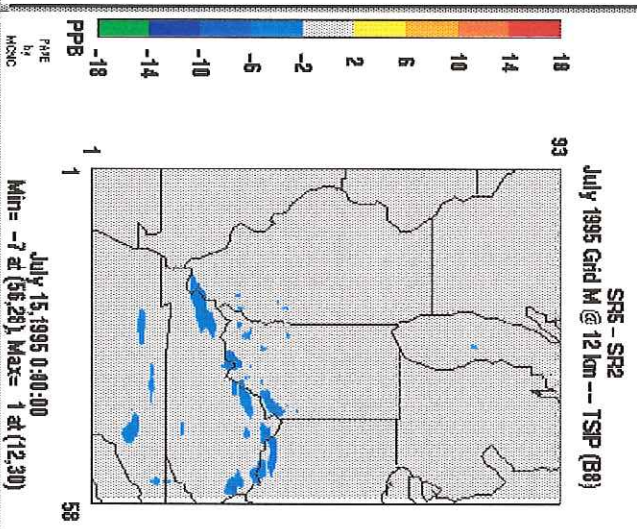 SR5 - SR2
July 1995 Grid M @ 12 km --- TSIP (B8)
18
14
10
6
2
-2
-6
-10
-14
-18
PPB
PAVE
by
MCNC
93
1
1
58
July 15, 1995 0:00:00
Min= -7 at (56,29), Max= 1 at (12,30)